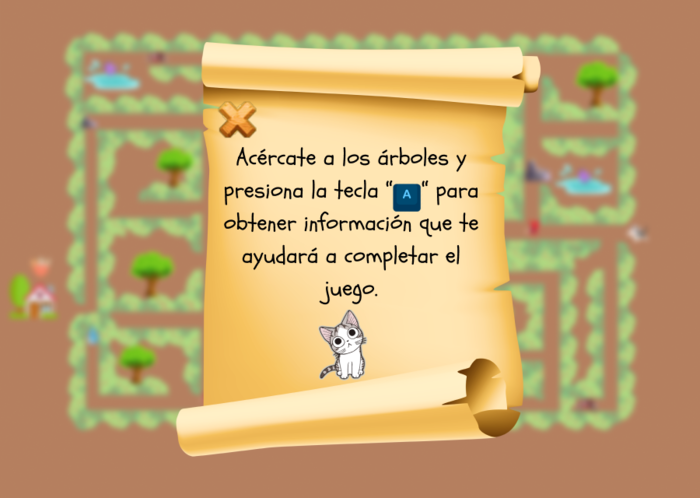 Acércate a los árboles y
presiona la tecla “A“ para
obtener información que te
ayudará a completar el
juego.